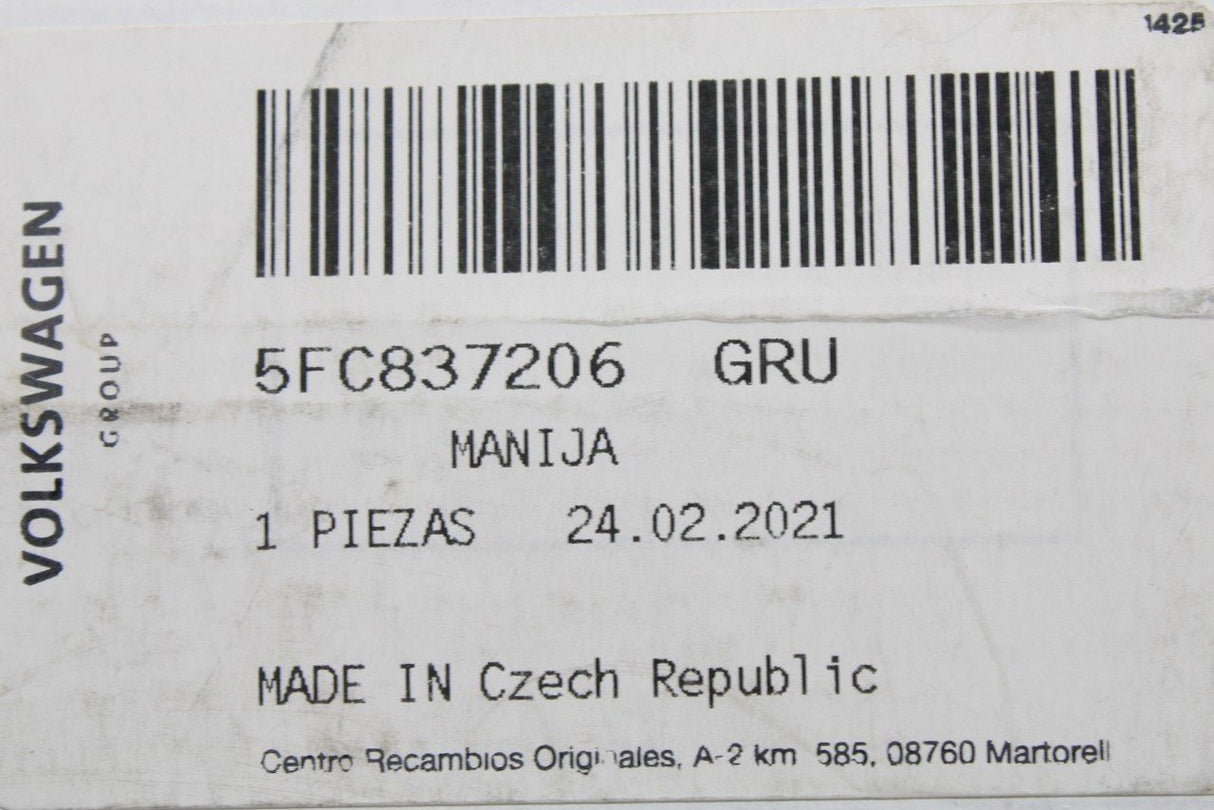 1425
VOLKSWAGEN
GROUP
5FC837206 GRU
MANIJA
1 PIEZAS 24.02.2021
MADE IN Czech Republic
Centro Recambios Originales, A-2 km 585, 08760 Martorell